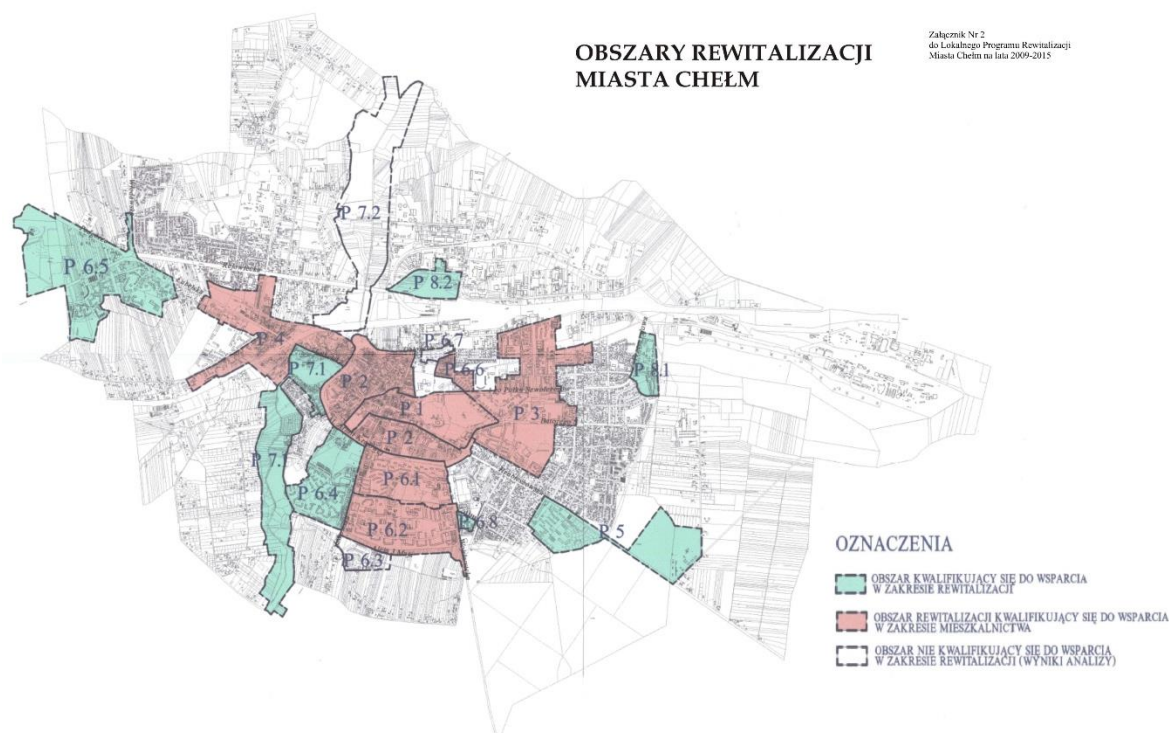 OBSZARY REWITALIZACJI
MIASTA CHEŁM
Załącznik Nr 2
do Lokalnego Programu Rewitalizacji
Miasta Chełm na lata 2009-2015
P 7.2
P 6.5
P 8.2
P 4
P 6.7
P 6.6
P 7.1
P 2
P 8.1
P 1
P 3
P 2
P 7.1
P 6.1
P 6.4
P 6.2
P 6.8
P 5
P 6.3
OZNACZENIA
OBSZAR KWALIFIKUJĄCY SIĘ DO WSPARCIA
W ZAKRESIE REWITALIZACJI
OBSZAR REWITALIZACJI KWALIFIKUJĄCY SIĘ DO WSPARCIA
W ZAKRESIE MIESZKALNICTWA
OBSZAR NIE KWALIFIKUJĄCY SIĘ DO WSPARCIA
W ZAKRESIE REWITALIZACJI (WYNIKI ANALIZY)